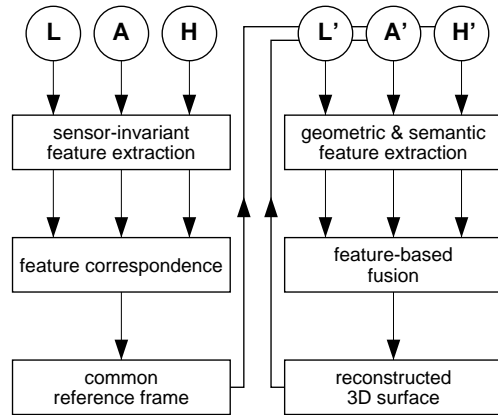 L A H
sensor-invariant
feature extraction
feature correspondence
common
reference frame
L’ A’ H’
geometric & semantic
feature extraction
feature-based
fusion
reconstructed
3D surface